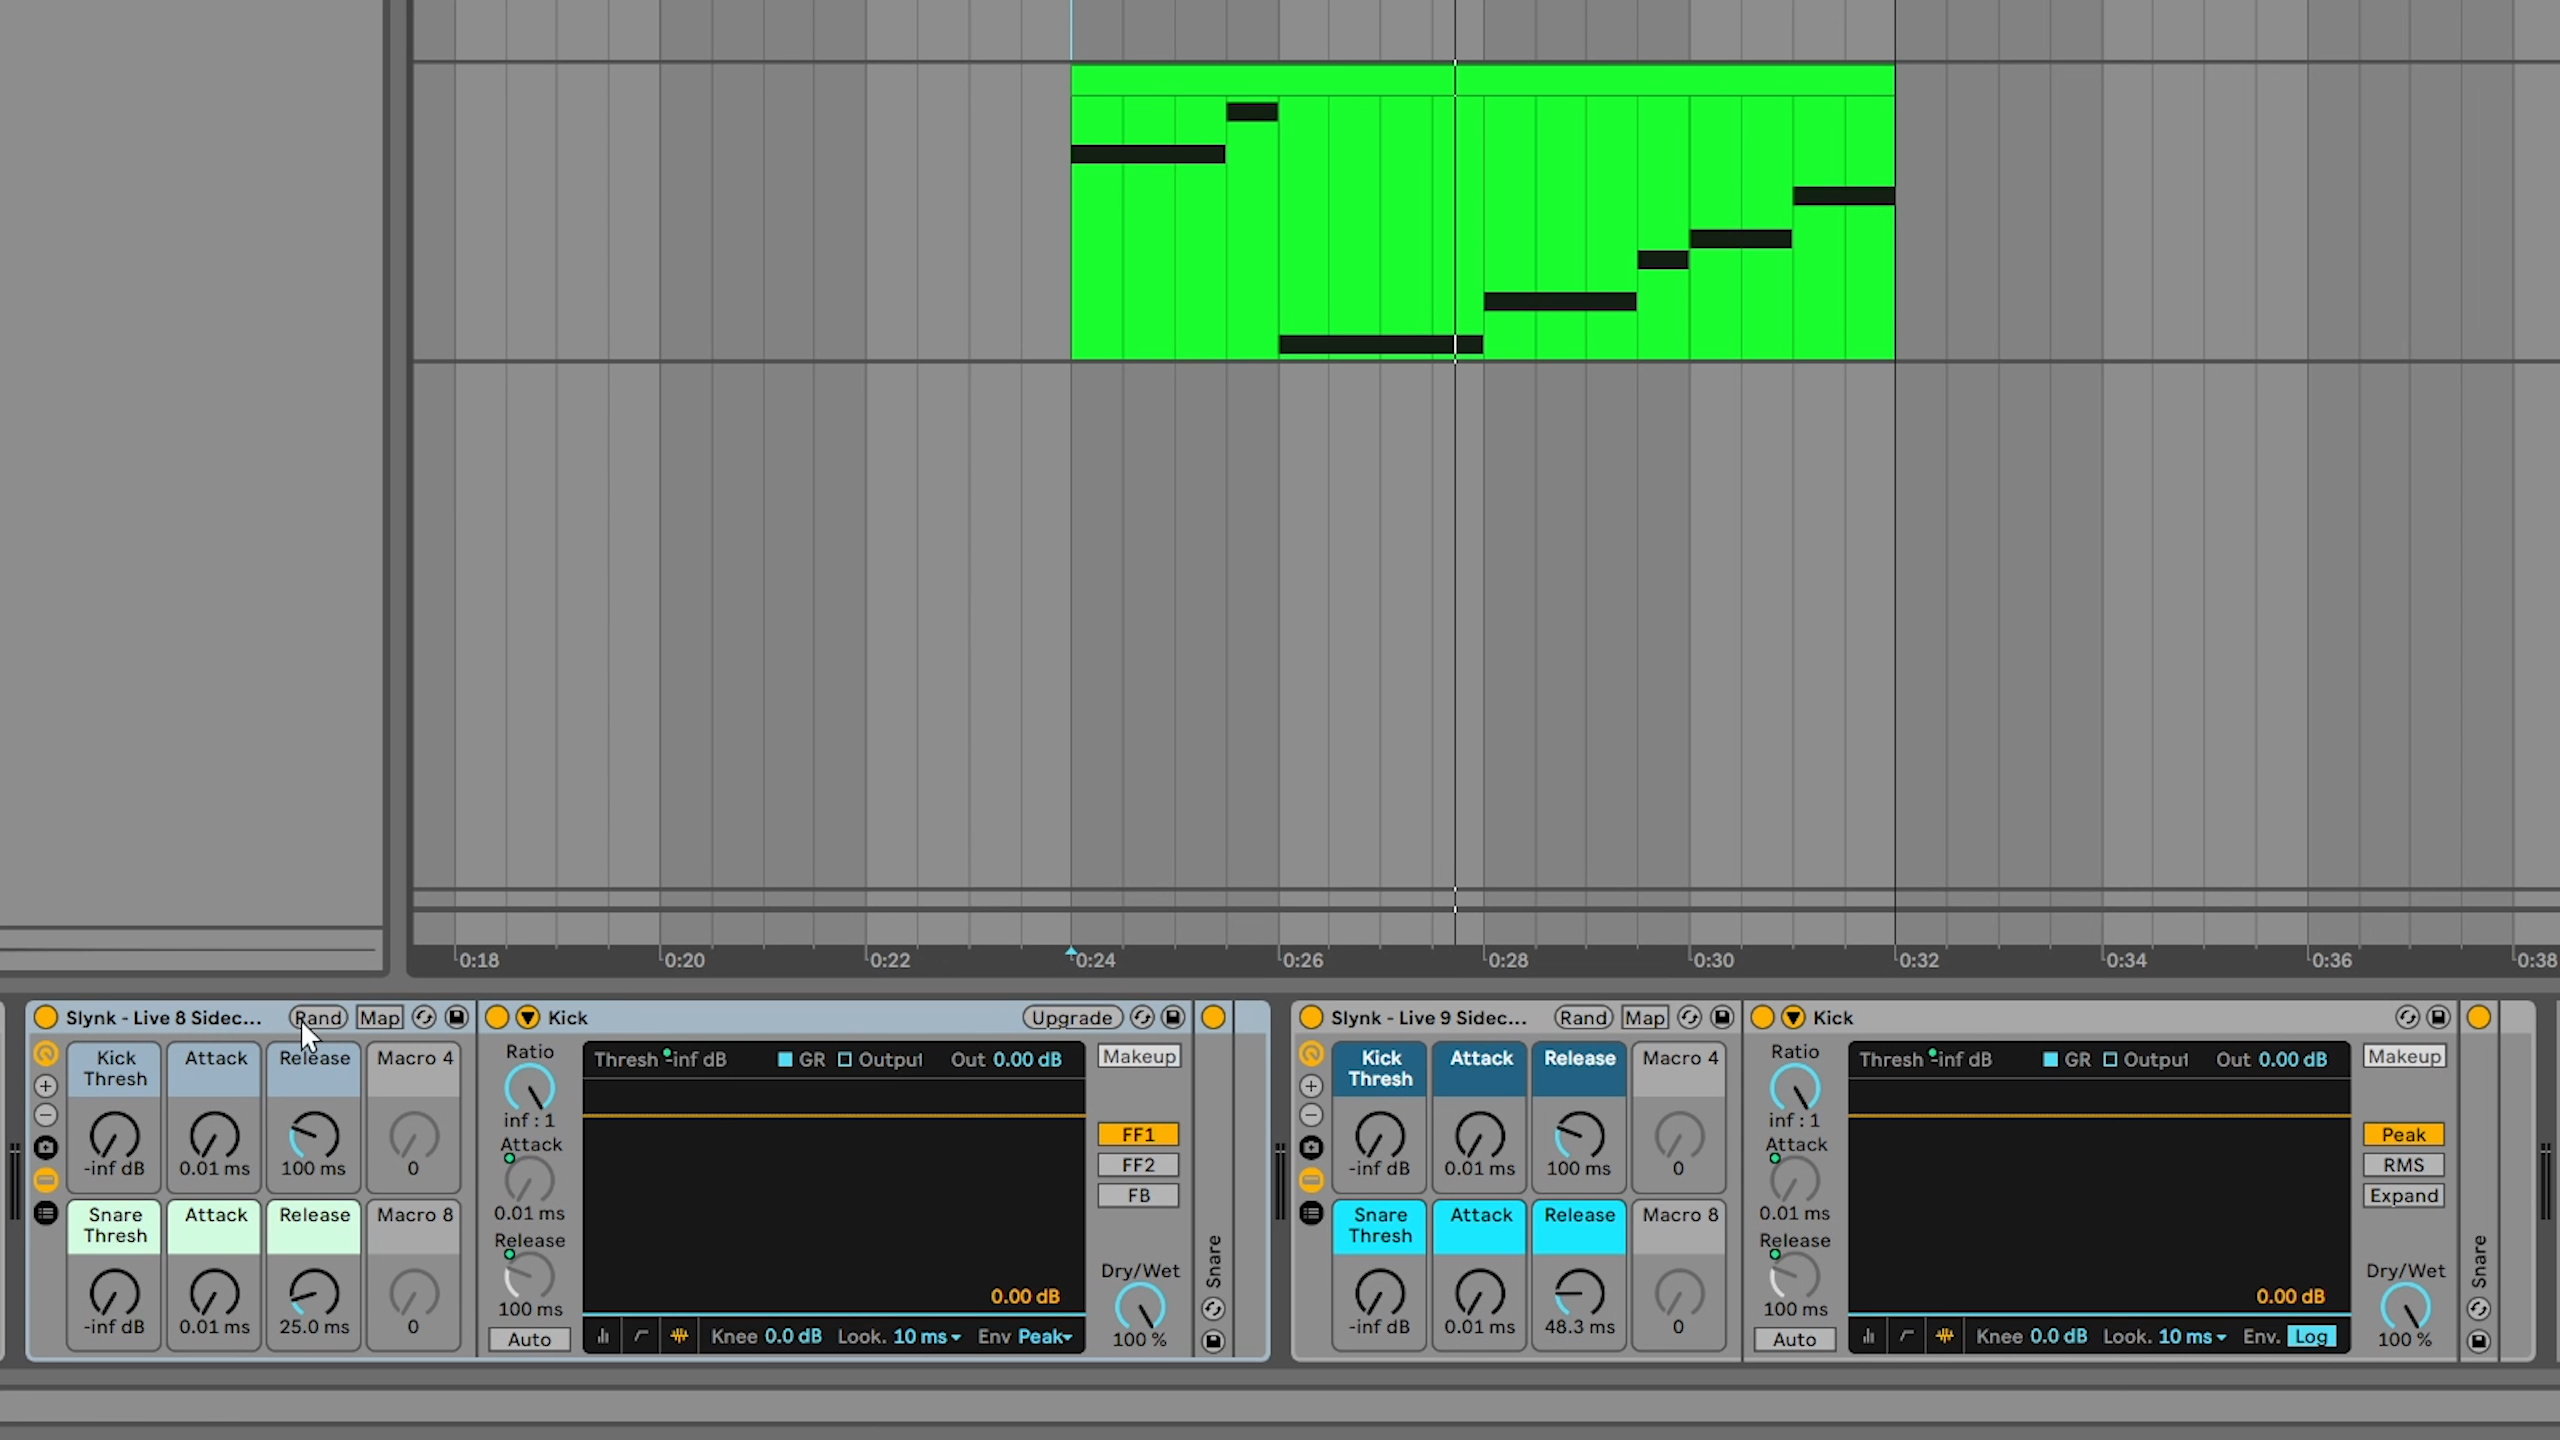 0:18 0:20 0:22 0:24 0:26 0:28 0:30 0:32 0:34 0:36 0:38
Slynk - Live 8 Sidec... Rand Map
Kick Thresh Attack Release Macro 4
-inf dB 0.01 ms 100 ms 0
Snare Thresh Attack Release Macro 8
-inf dB 0.01 ms 25.0 ms 0
Kick Upgrade
Ratio
inf : 1
Attack
0.01 ms
Release
100 ms
Auto
Thresh -inf dB GR Output Out 0.00 dB
0.00 dB
Knee 0.0 dB Look. 10 ms Env Peak
Makeup
FF1
FF2
FB
Dry/Wet
100 %
Snare
Slynk - Live 9 Sidec... Rand Map
Kick Thresh Attack Release Macro 4
-inf dB 0.01 ms 100 ms 0
Snare Thresh Attack Release Macro 8
-inf dB 0.01 ms 48.3 ms 0
Kick
Ratio
inf : 1
Attack
0.01 ms
Release
100 ms
Auto
Thresh -inf dB GR Output Out 0.00 dB
0.00 dB
Knee 0.0 dB Look. 10 ms Env. Log
Makeup
Peak
RMS
Expand
Dry/Wet
100 %
Snare